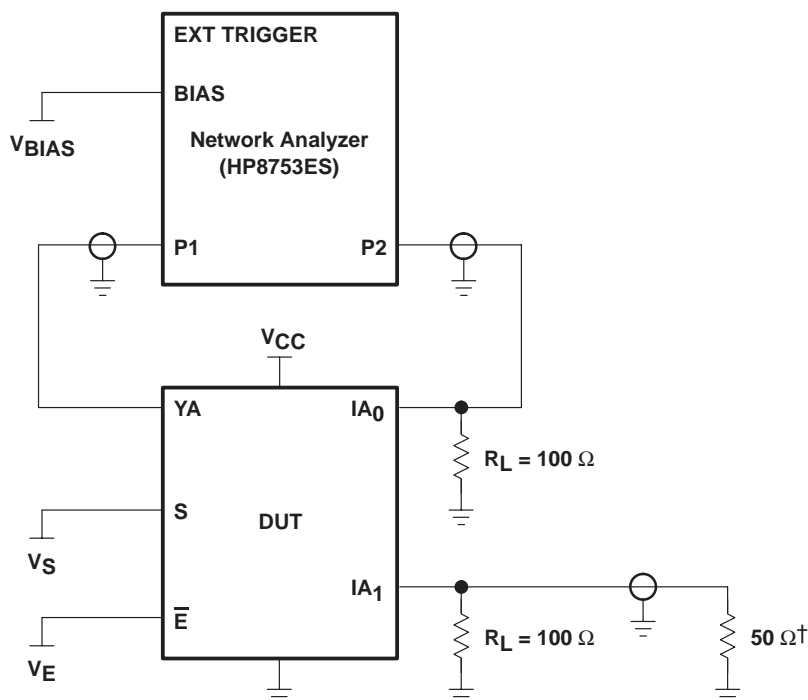 EXT TRIGGER
BIAS
VBIAS
Network Analyzer
(HP8753ES)
P1
P2
VCC
YA
IA0
RL = 100 Ω
S
DUT
VS
IA1
E̅
VE
RL = 100 Ω
50 Ω†